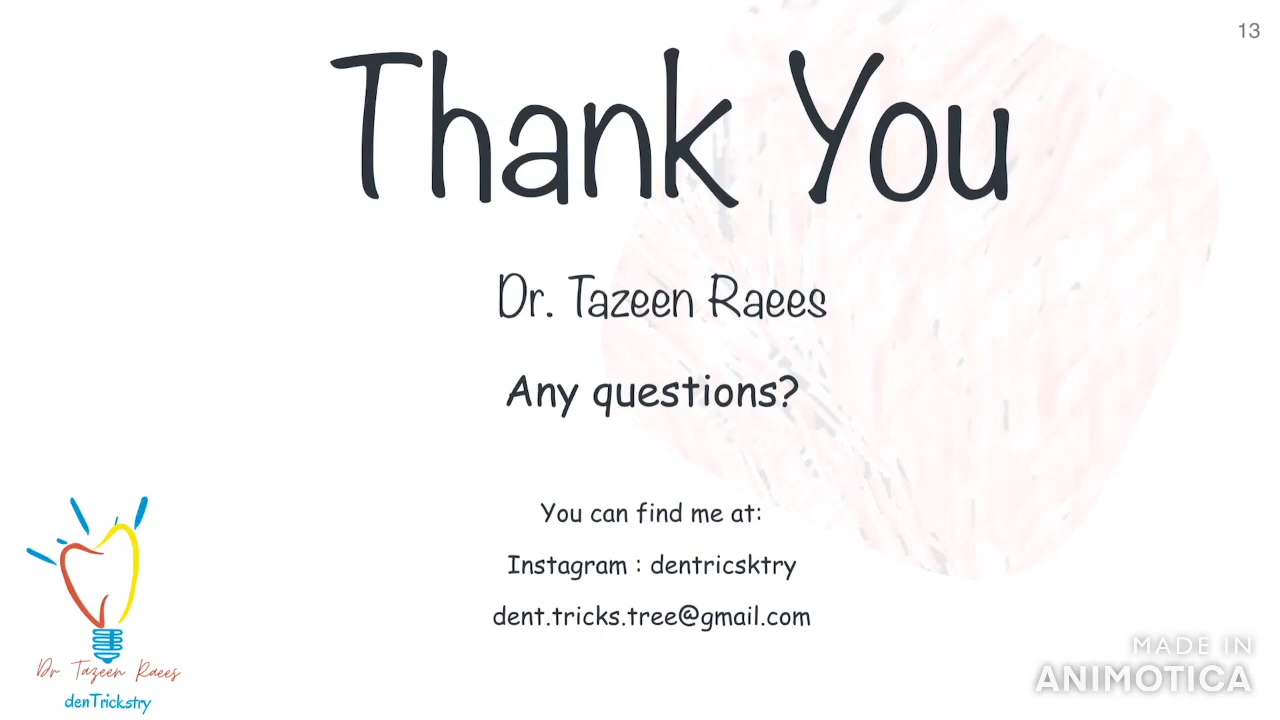 13
Thank You
Dr. Tazeen Raees
Any questions?
You can find me at:
Instagram : dentricsktry
dent.tricks.tree@gmail.com
Dr. Tazeen Raees
denTrickstry
MADE IN
ANIMOTICA